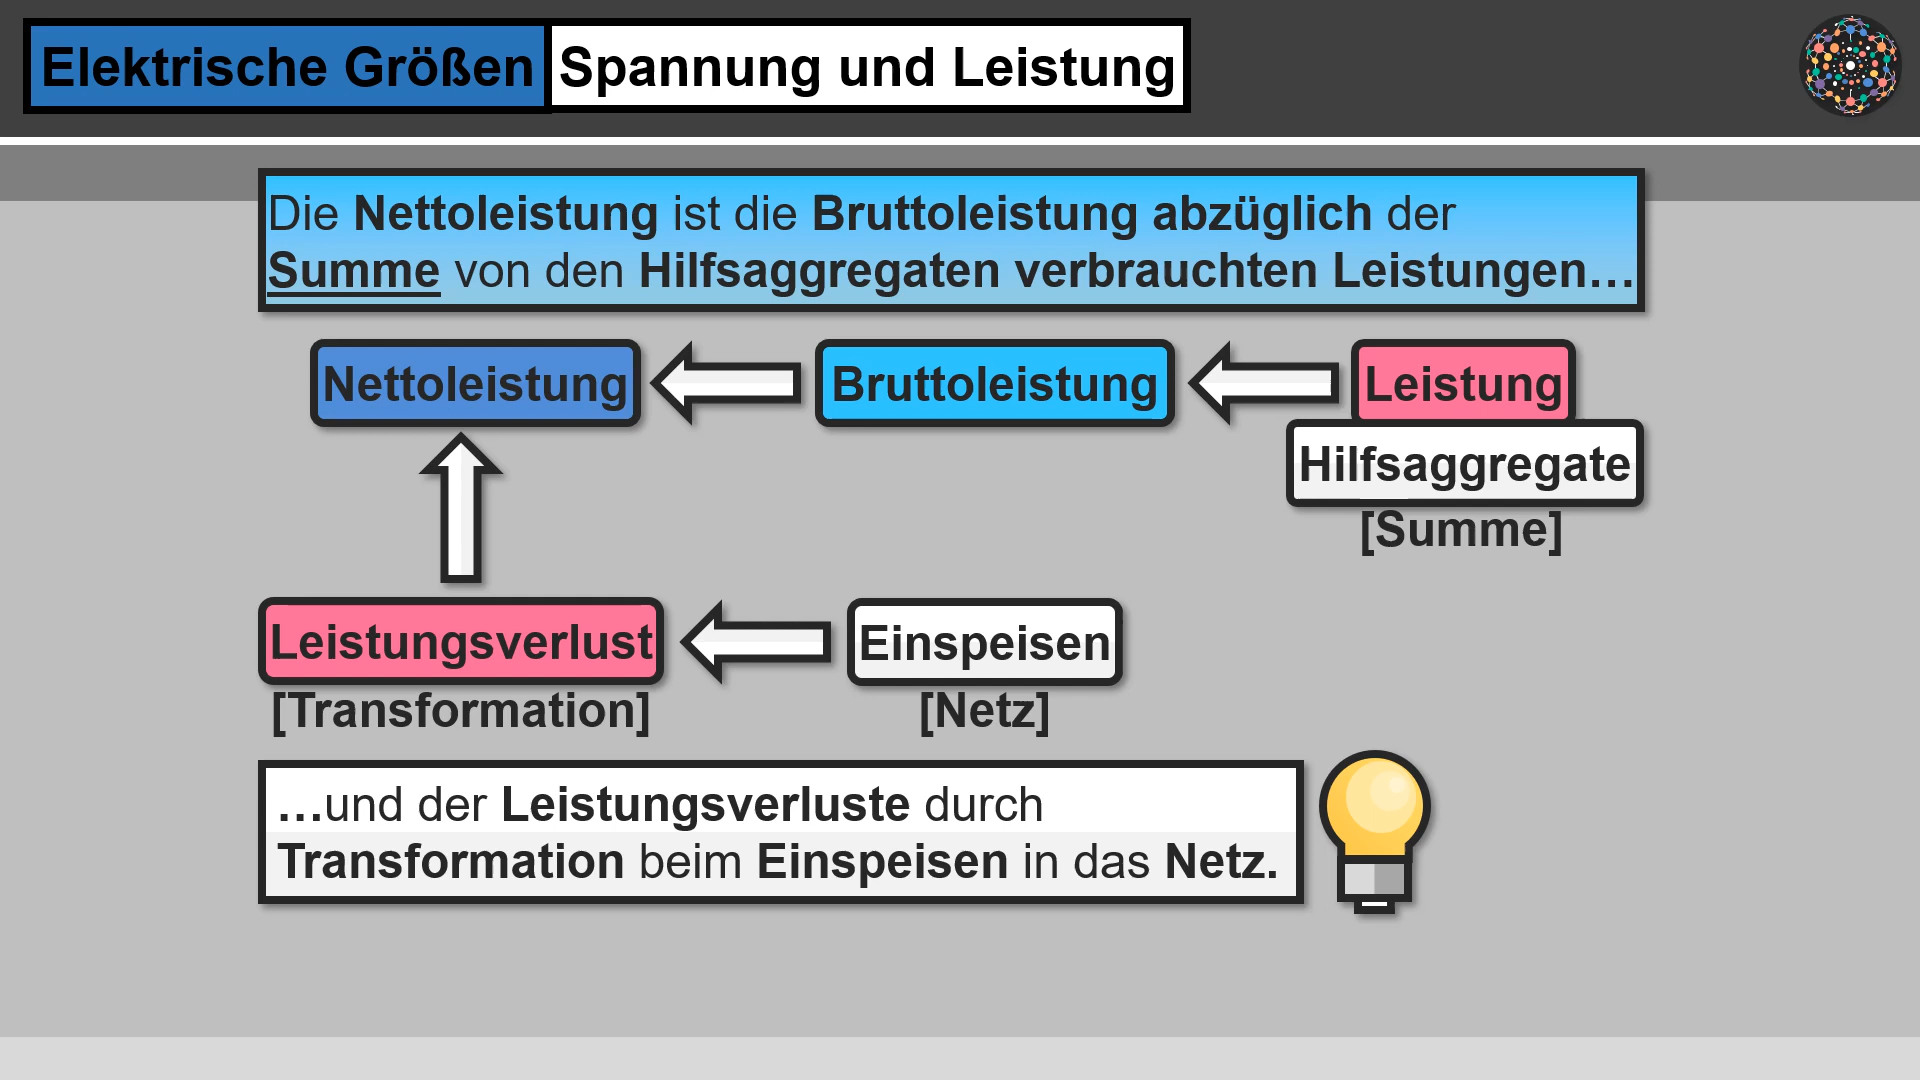 Elektrische Größen Spannung und Leistung
Die Nettoleistung ist die Bruttoleistung abzüglich der
Summe von den Hilfsaggregaten verbrauchten Leistungen…
Nettoleistung Bruttoleistung Leistung
Hilfsaggregate
[Summe]
Leistungsverlust Einspeisen
[Transformation] [Netz]
…und der Leistungsverluste durch
Transformation beim Einspeisen in das Netz.